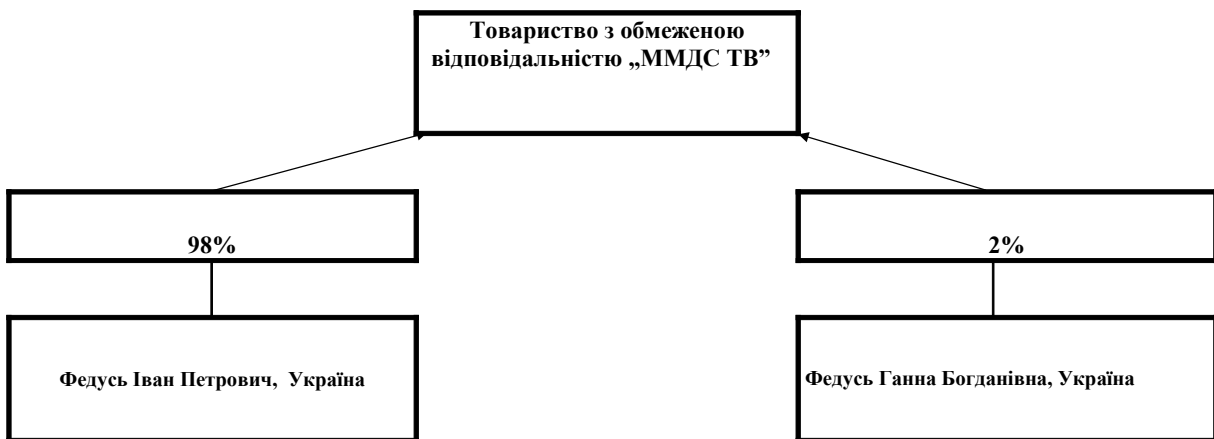 Товариство з обмеженою
відповідальністю „ММДС ТВ”
98%
2%
Федусь Іван Петрович, Україна
Федусь Ганна Богданівна, Україна